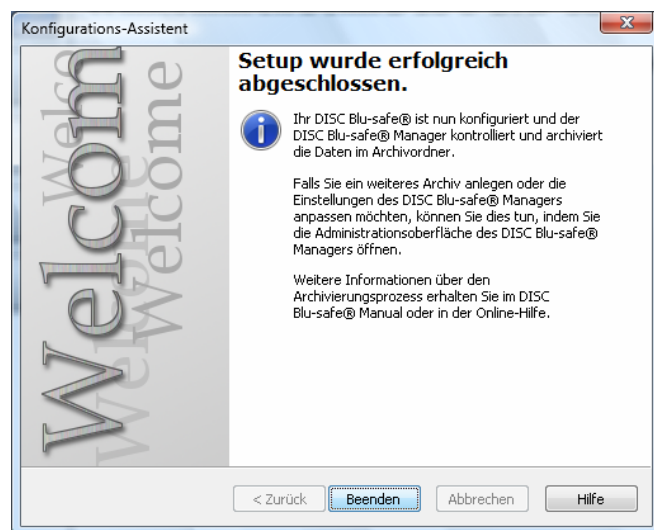 Konfigurations-Assistent
Welcome
Welcome
Setup wurde erfolgreich
abgeschlossen.
Ihr DISC Blu-safe® ist nun konfiguriert und der
DISC Blu-safe® Manager kontrolliert und archiviert
die Daten im Archivordner.
Falls Sie ein weiteres Archiv anlegen oder die
Einstellungen des DISC Blu-safe® Managers
anpassen möchten, können Sie dies tun, indem Sie
die Administrationsoberfläche des DISC Blu-safe®
Managers öffnen.
Weitere Informationen über den
Archivierungsprozess erhalten Sie im DISC
Blu-safe® Manual oder in der Online-Hilfe.
< Zurück Beenden Abbrechen Hilfe